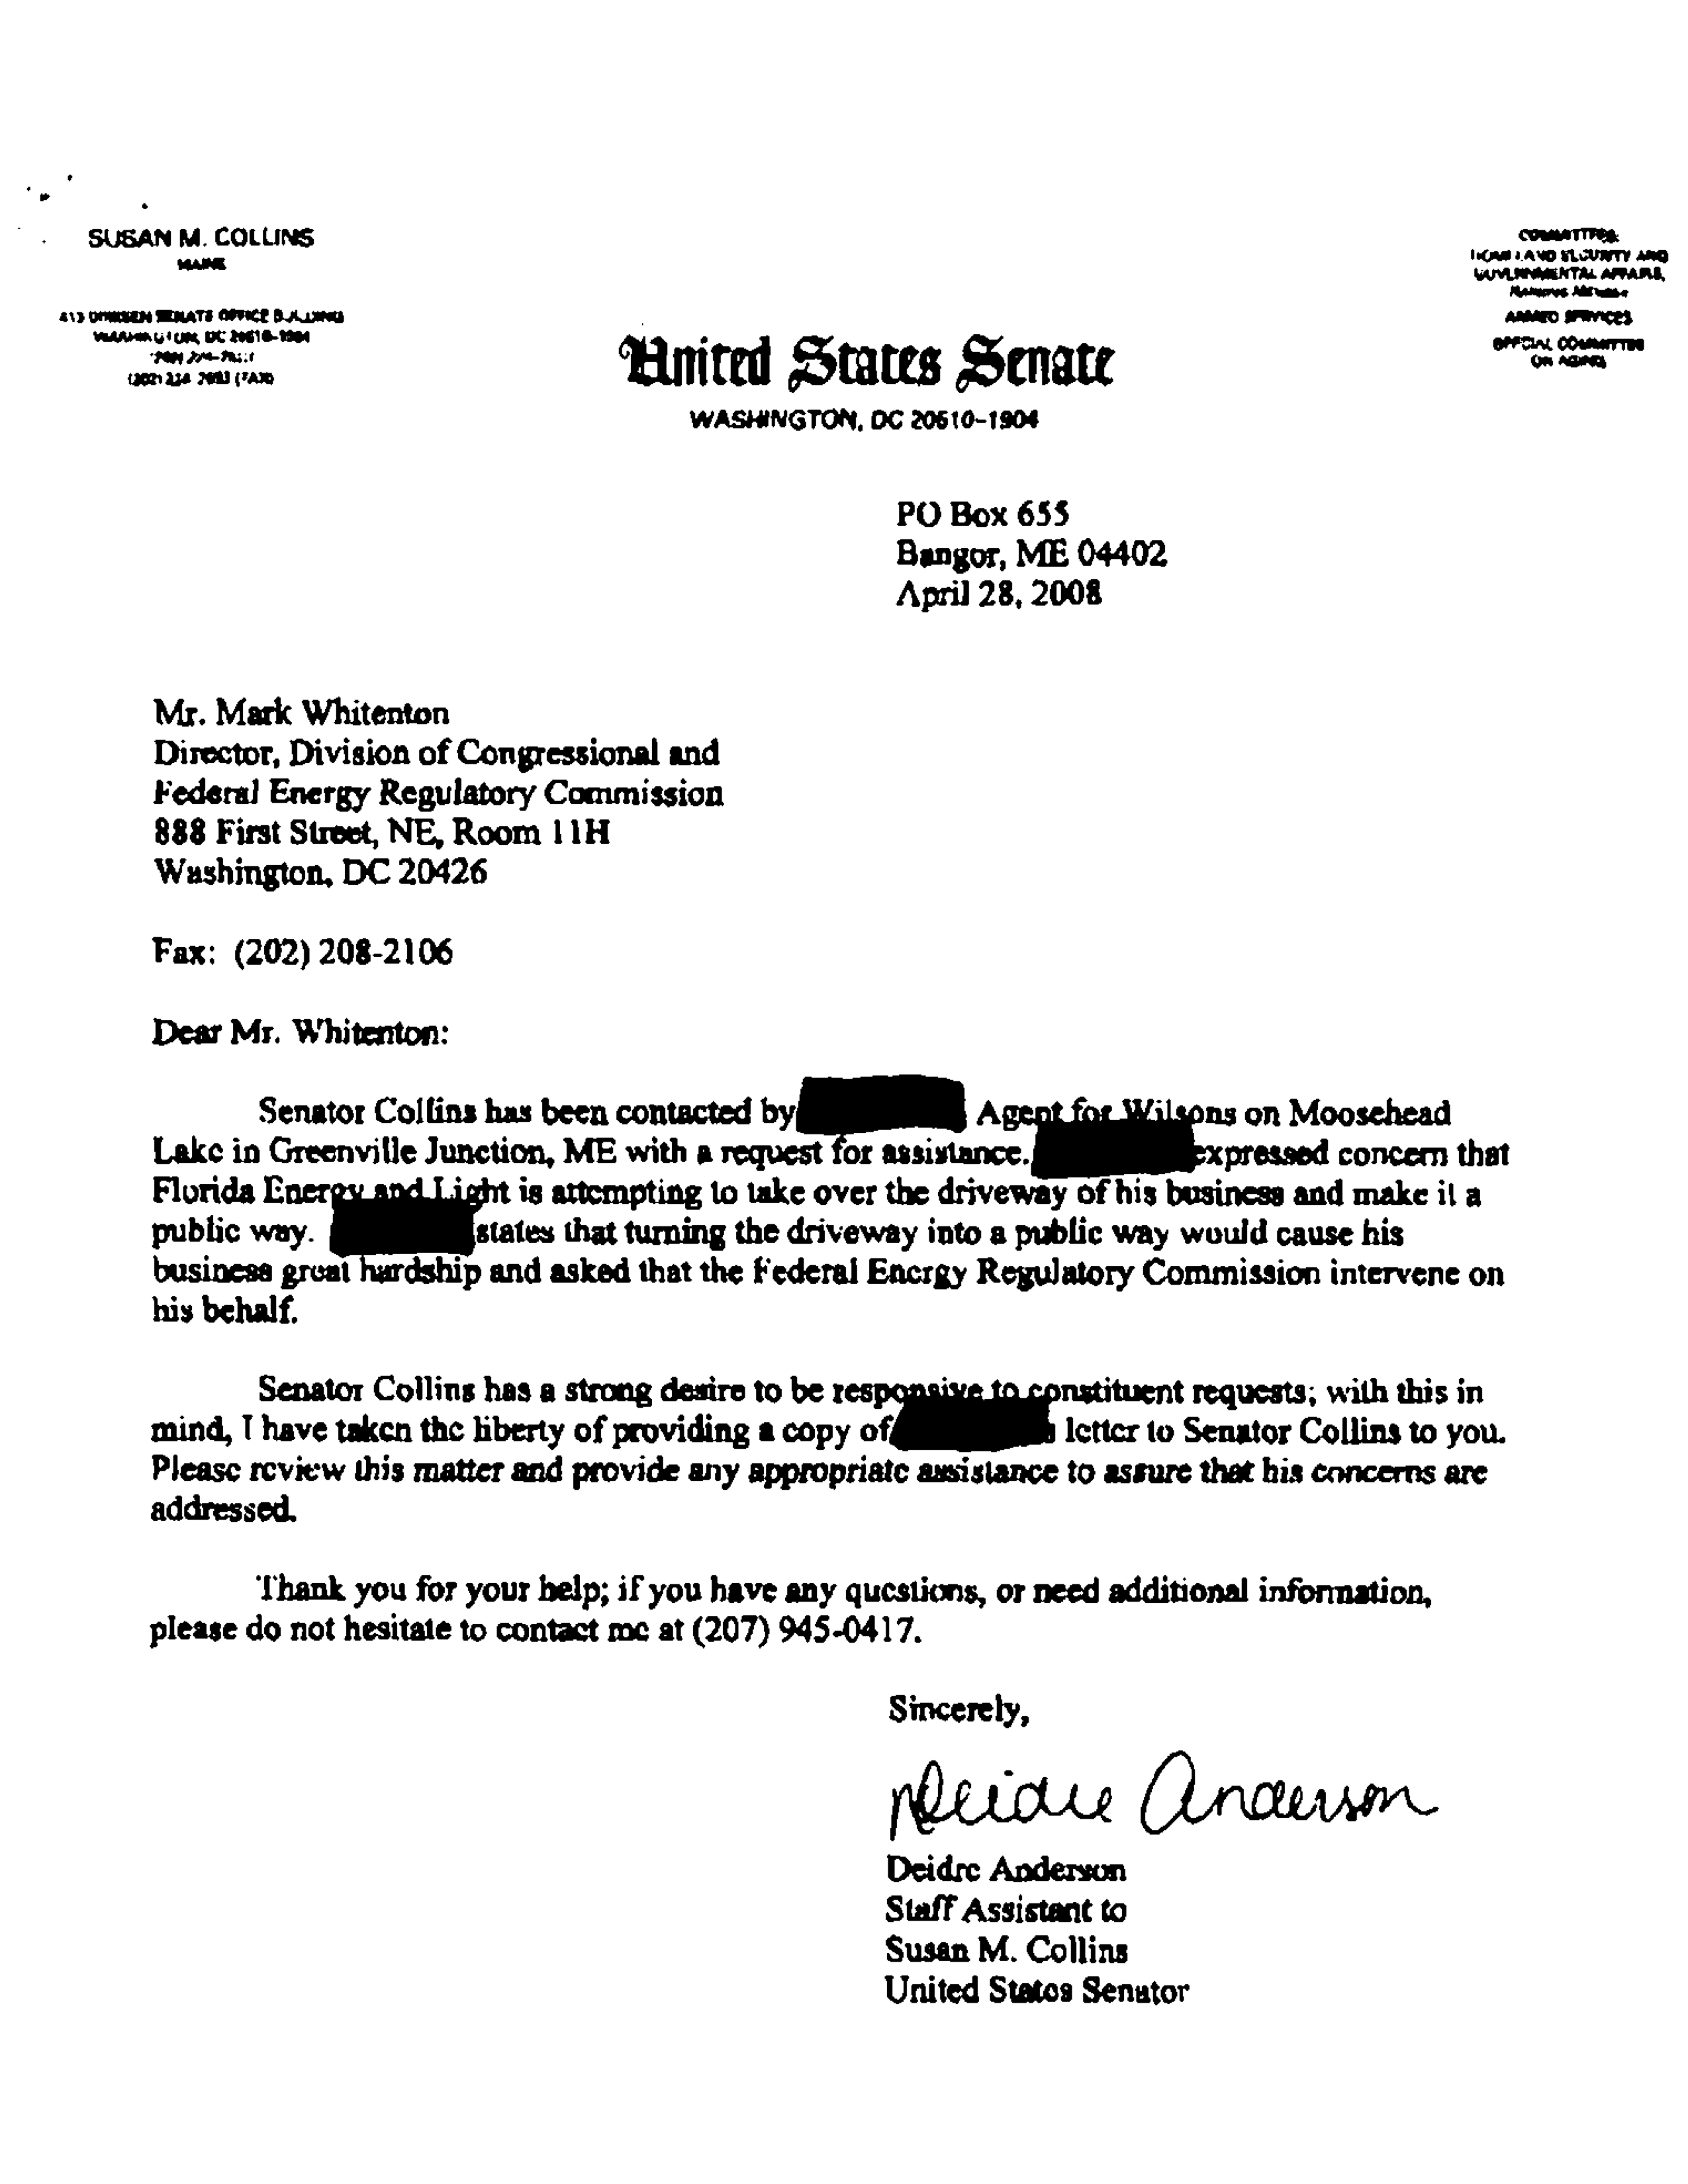 SUSAN M. COLLINS
MAINE
413 DIRKSEN SENATE OFFICE BUILDING
WASHINGTON, DC 20510-1904
(202) 224-2693 (FAX)
COMMITTEES:
HOMELAND SECURITY AND
GOVERNMENTAL AFFAIRS,
ARMED SERVICES
SPECIAL COMMITTEE
ON AGING
United States Senate
WASHINGTON, DC 20510-1904
PO Box 655
Bangor, ME 04402
April 28, 2008
Mr. Mark Whitenton
Director, Division of Congressional and
Federal Energy Regulatory Commission
888 First Street, NE, Room 11H
Washington, DC 20426
Fax: (202) 208-2106
Dear Mr. Whitenton:
Senator Collins has been contacted by Agent for Wilsons on Moosehead
Lake in Greenville Junction, ME with a request for assistance. expressed concern that
Florida Energy and Light is attempting to take over the driveway of his business and make it a
public way. states that turning the driveway into a public way would cause his
business great hardship and asked that the Federal Energy Regulatory Commission intervene on
his behalf.
Senator Collins has a strong desire to be responsive to constituent requests; with this in
mind, I have taken the liberty of providing a copy of letter to Senator Collins to you.
Please review this matter and provide any appropriate assistance to assure that his concerns are
addressed.
Thank you for your help; if you have any questions, or need additional information,
please do not hesitate to contact me at (207) 945-0417.
Sincerely,
Deidre Anderson
Deidre Anderson
Staff Assistant to
Susan M. Collins
United States Senator